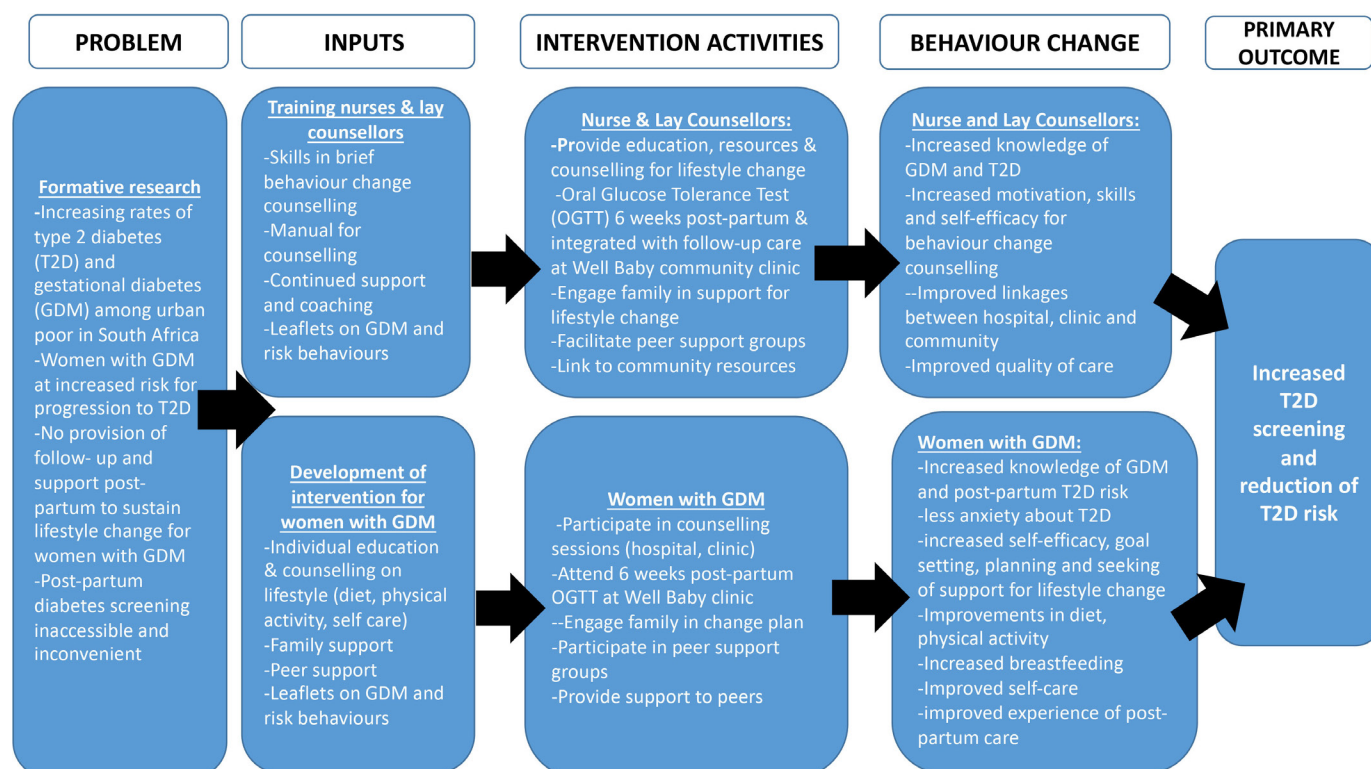 PROBLEM
INPUTS
INTERVENTION ACTIVITIES
BEHAVIOUR CHANGE
PRIMARY
OUTCOME
Formative research
-Increasing rates of
type 2 diabetes
(T2D) and
gestational diabetes
(GDM) among urban
poor in South Africa
-Women with GDM
at increased risk for
progression to T2D
-No provision of
follow- up and
support post-
partum to sustain
lifestyle change for
women with GDM
-Post-partum
diabetes screening
inaccessible and
inconvenient
Training nurses & lay
counsellors
-Skills in brief
behaviour change
counselling
-Manual for
counselling
-Continued support
and coaching
-Leaflets on GDM and
risk behaviours
Development of
intervention for
women with GDM
-Individual education
& counselling on
lifestyle (diet, physical
activity, self care)
-Family support
-Peer support
-Leaflets on GDM and
risk behaviours
Nurse & Lay Counsellors:
-Provide education, resources &
counselling for lifestyle change
-Oral Glucose Tolerance Test
(OGTT) 6 weeks post-partum &
integrated with follow-up care
at Well Baby community clinic
-Engage family in support for
lifestyle change
-Facilitate peer support groups
-Link to community resources
Women with GDM
-Participate in counselling
sessions (hospital, clinic)
-Attend 6 weeks post-partum
OGTT at Well Baby clinic
--Engage family in change plan
-Participate in peer support
groups
-Provide support to peers
Nurse and Lay Counsellors:
-Increased knowledge of
GDM and T2D
-Increased motivation, skills
and self-efficacy for
behaviour change
counselling
--Improved linkages
between hospital, clinic and
community
-Improved quality of care
Women with GDM:
-Increased knowledge of GDM
and post-partum T2D risk
-less anxiety about T2D
-increased self-efficacy, goal
setting, planning and seeking
of support for lifestyle change
-Improvements in diet,
physical activity
-Increased breastfeeding
-Improved self-care
-improved experience of post-
partum care
Increased
T2D
screening
and
reduction of
T2D risk